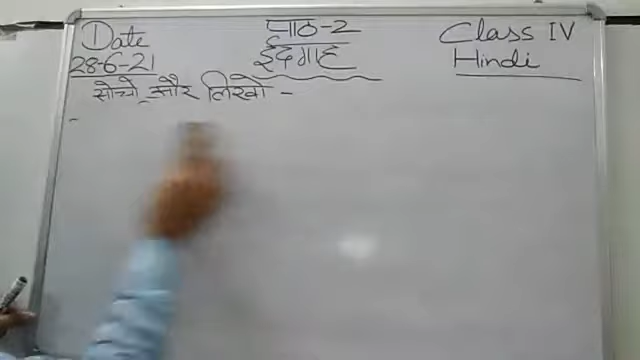 Date पाठ-2 Class IV
28-6-21 ईदगाह Hindi
सोचो और लिखो -
-